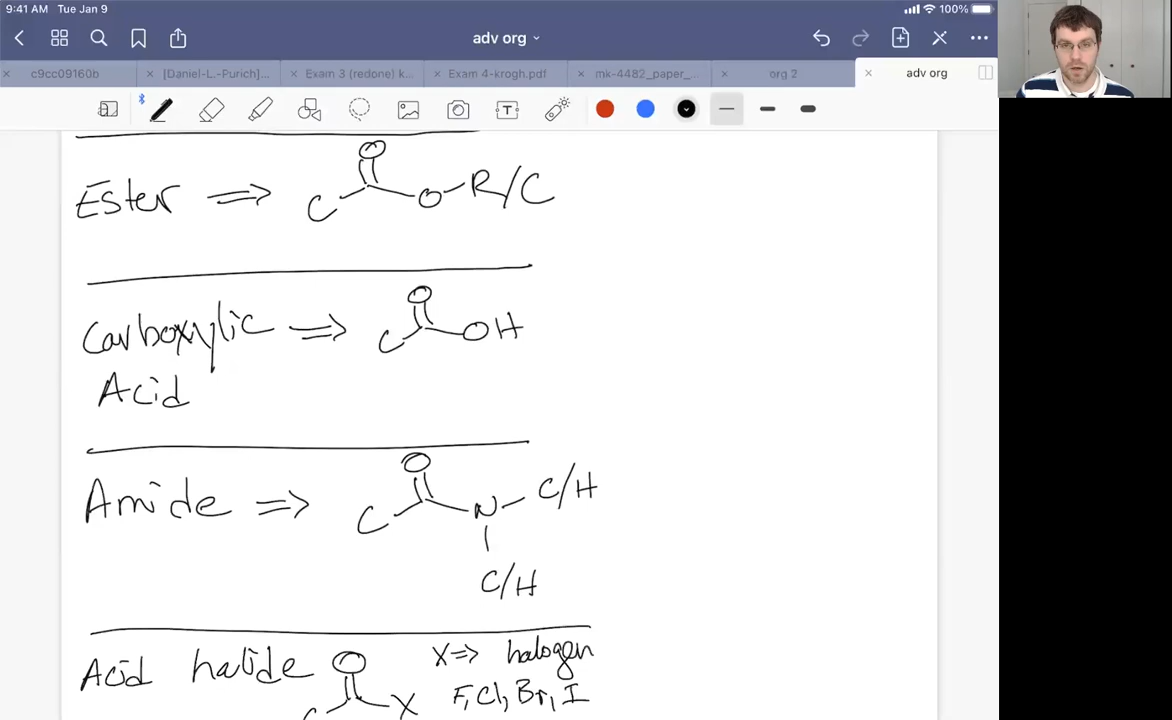 9:41 AM Tue Jan 9
100%
adv org
c9cc09160b
[Daniel-L.-Purich]...
Exam 3 (redone) k...
Exam 4-krogh.pdf
mk-4482_paper_...
org 2
adv org
T
Ester ⇒ C O O R/C
Carboxylic ⇒ C O OH
Acid
Amide ⇒ C O N C/H
C/H
Acid halide O X ⇒ halogen
C X F, Cl, Br, I